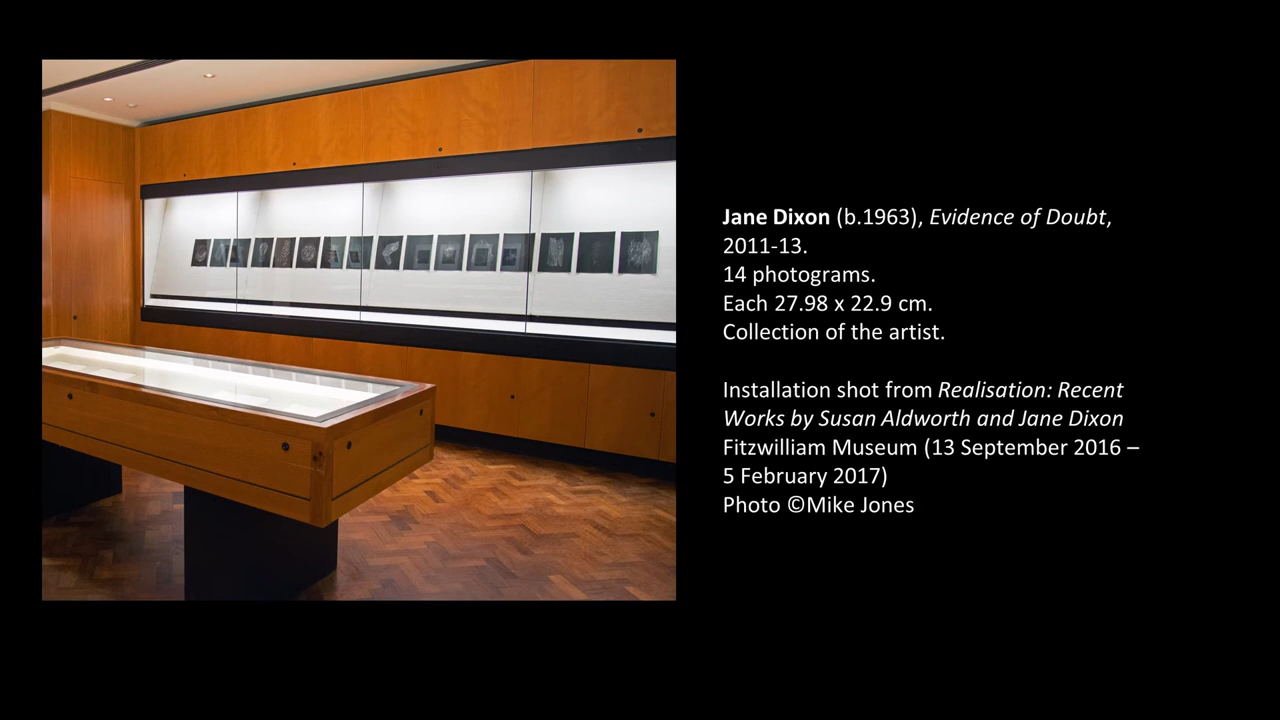 Jane Dixon (b.1963), Evidence of Doubt,
2011-13.
14 photograms.
Each 27.98 x 22.9 cm.
Collection of the artist.
Installation shot from Realisation: Recent
Works by Susan Aldworth and Jane Dixon
Fitzwilliam Museum (13 September 2016 –
5 February 2017)
Photo ©Mike Jones